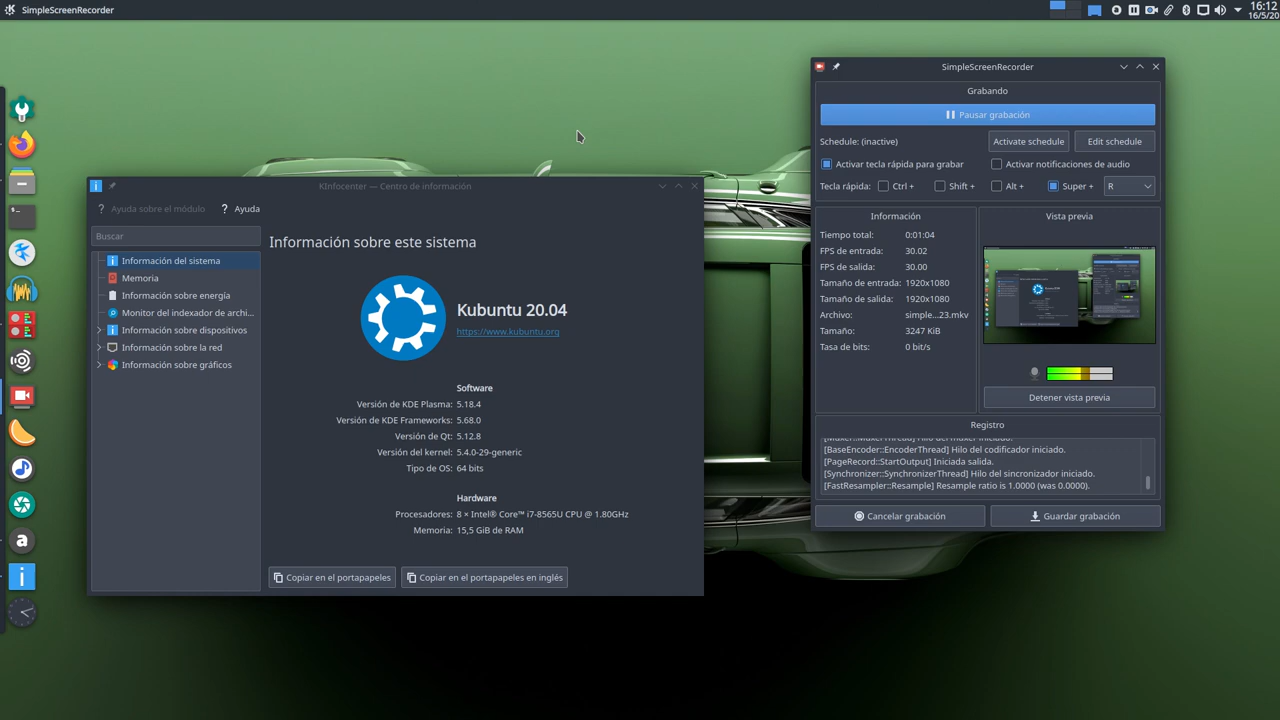 SimpleScreenRecorder
16:12
16/5/20
KInfocenter — Centro de información
Ayuda sobre el módulo
Ayuda
Buscar
Información del sistema
Memoria
Información sobre energía
Monitor del indexador de archi...
Información sobre dispositivos
Información sobre la red
Información sobre gráficos
Información sobre este sistema
Kubuntu 20.04
https://www.kubuntu.org
Software
Versión de KDE Plasma: 5.18.4
Versión de KDE Frameworks: 5.68.0
Versión de Qt: 5.12.8
Versión del kernel: 5.4.0-29-generic
Tipo de OS: 64 bits
Hardware
Procesadores: 8 × Intel® Core™ i7-8565U CPU @ 1.80GHz
Memoria: 15,5 GiB de RAM
Copiar en el portapapeles
Copiar en el portapapeles en inglés
SimpleScreenRecorder
Grabando
Pausar grabación
Schedule: (inactive)
Activate schedule
Edit schedule
Activar tecla rápida para grabar
Activar notificaciones de audio
Tecla rápida: Ctrl + Shift + Alt + Super + R
Información
Tiempo total: 0:01:04
FPS de entrada: 30.02
FPS de salida: 30.00
Tamaño de entrada: 1920x1080
Tamaño de salida: 1920x1080
Archivo: simple...23.mkv
Tamaño: 3247 KiB
Tasa de bits: 0 bit/s
Vista previa
Detener vista previa
Registro
[Muxer::MuxerThread] Hilo del muxer iniciado.
[BaseEncoder::EncoderThread] Hilo del codificador iniciado.
[PageRecord::StartOutput] Iniciada salida.
[Synchronizer::SynchronizerThread] Hilo del sincronizador iniciado.
[FastResampler::Resample] Resample ratio is 1.0000 (was 0.0000).
Cancelar grabación
Guardar grabación